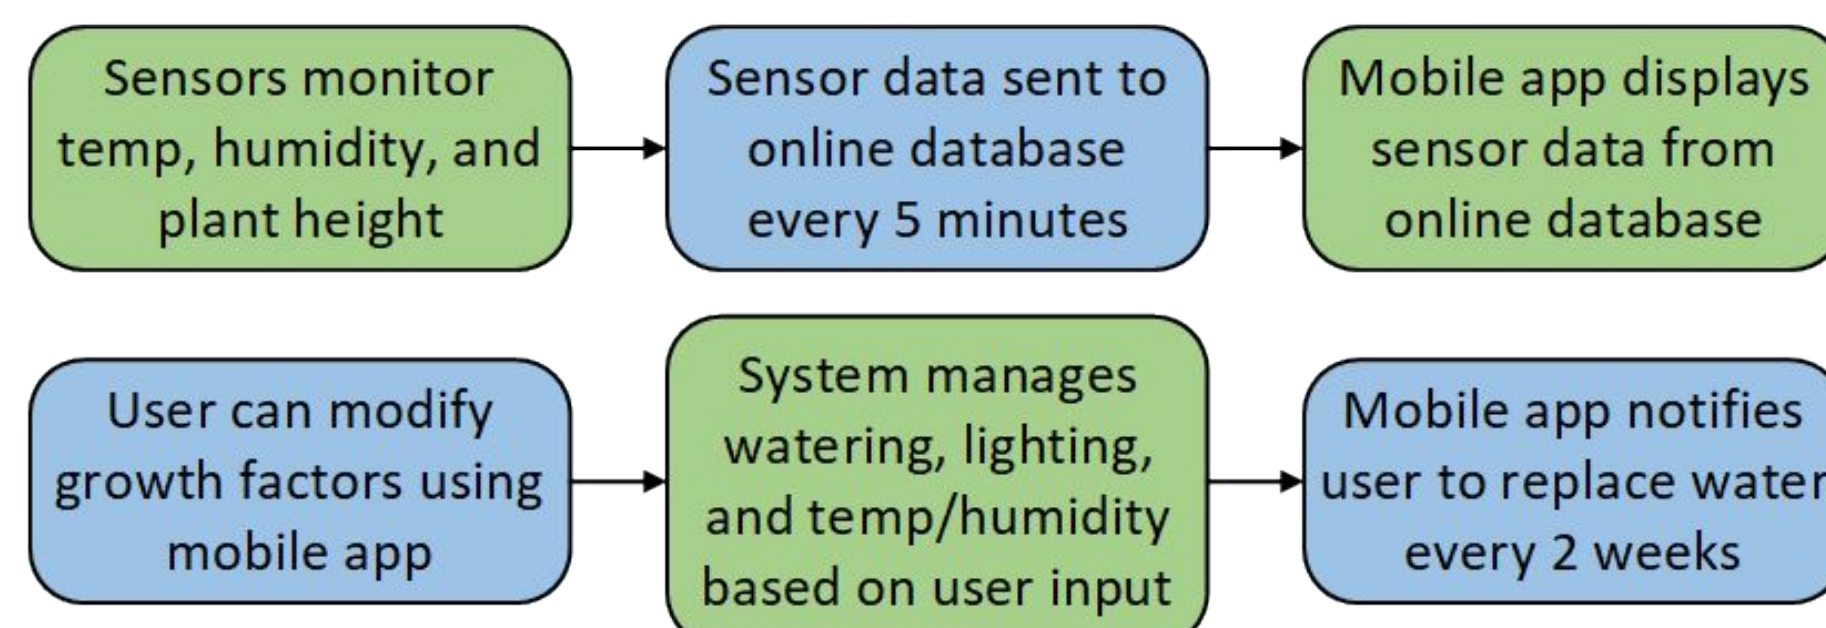 Sensors monitor
temp, humidity, and
plant height
Sensor data sent to
online database
every 5 minutes
Mobile app displays
sensor data from
online database
User can modify
growth factors using
mobile app
System manages
watering, lighting,
and temp/humidity
based on user input
Mobile app notifies
user to replace water
every 2 weeks